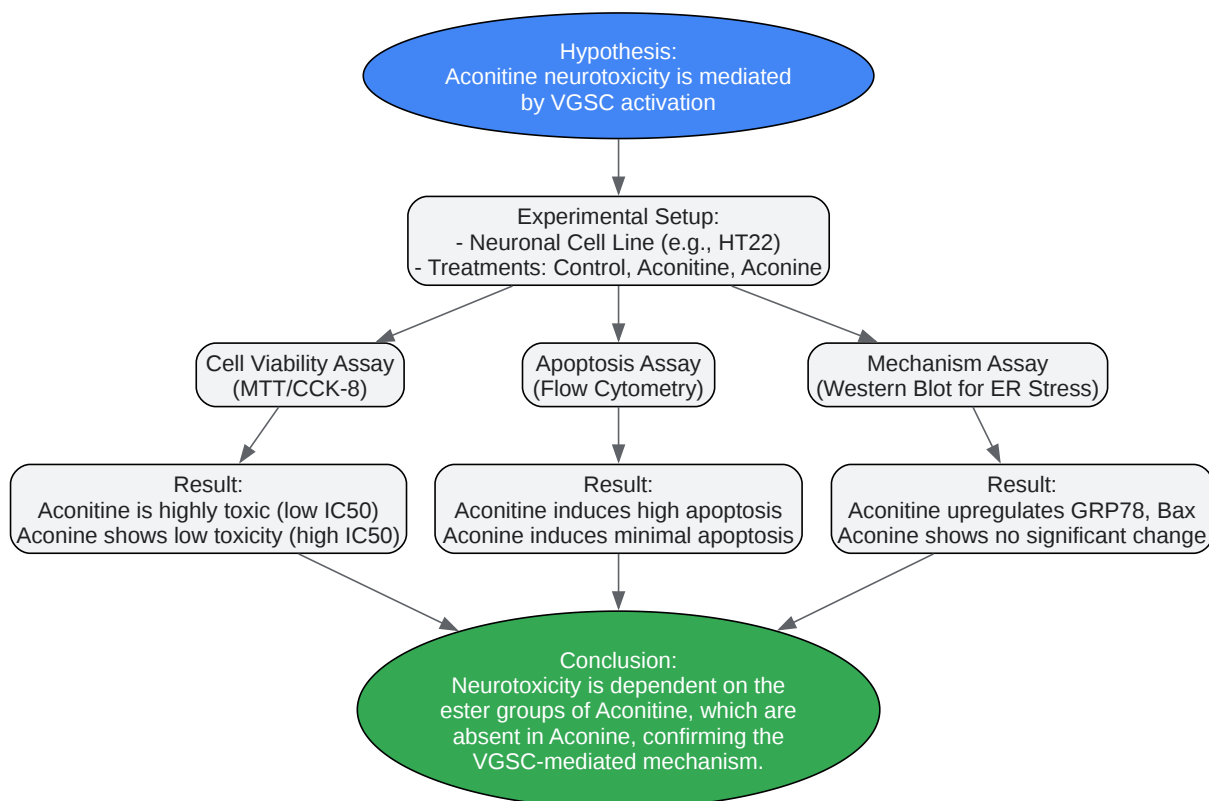 Hypothesis:
Aconitine neurotoxicity is mediated
by VGSC activation
Experimental Setup:
- Neuronal Cell Line (e.g., HT22)
- Treatments: Control, Aconitine, Aconine
Cell Viability Assay
(MTT/CCK-8)
Apoptosis Assay
(Flow Cytometry)
Mechanism Assay
(Western Blot for ER Stress)
Result:
Aconitine is highly toxic (low IC50)
Aconine shows low toxicity (high IC50)
Result:
Aconitine induces high apoptosis
Aconine induces minimal apoptosis
Result:
Aconitine upregulates GRP78, Bax
Aconine shows no significant change
Conclusion:
Neurotoxicity is dependent on the
ester groups of Aconitine, which are
absent in Aconine, confirming the
VGSC-mediated mechanism.